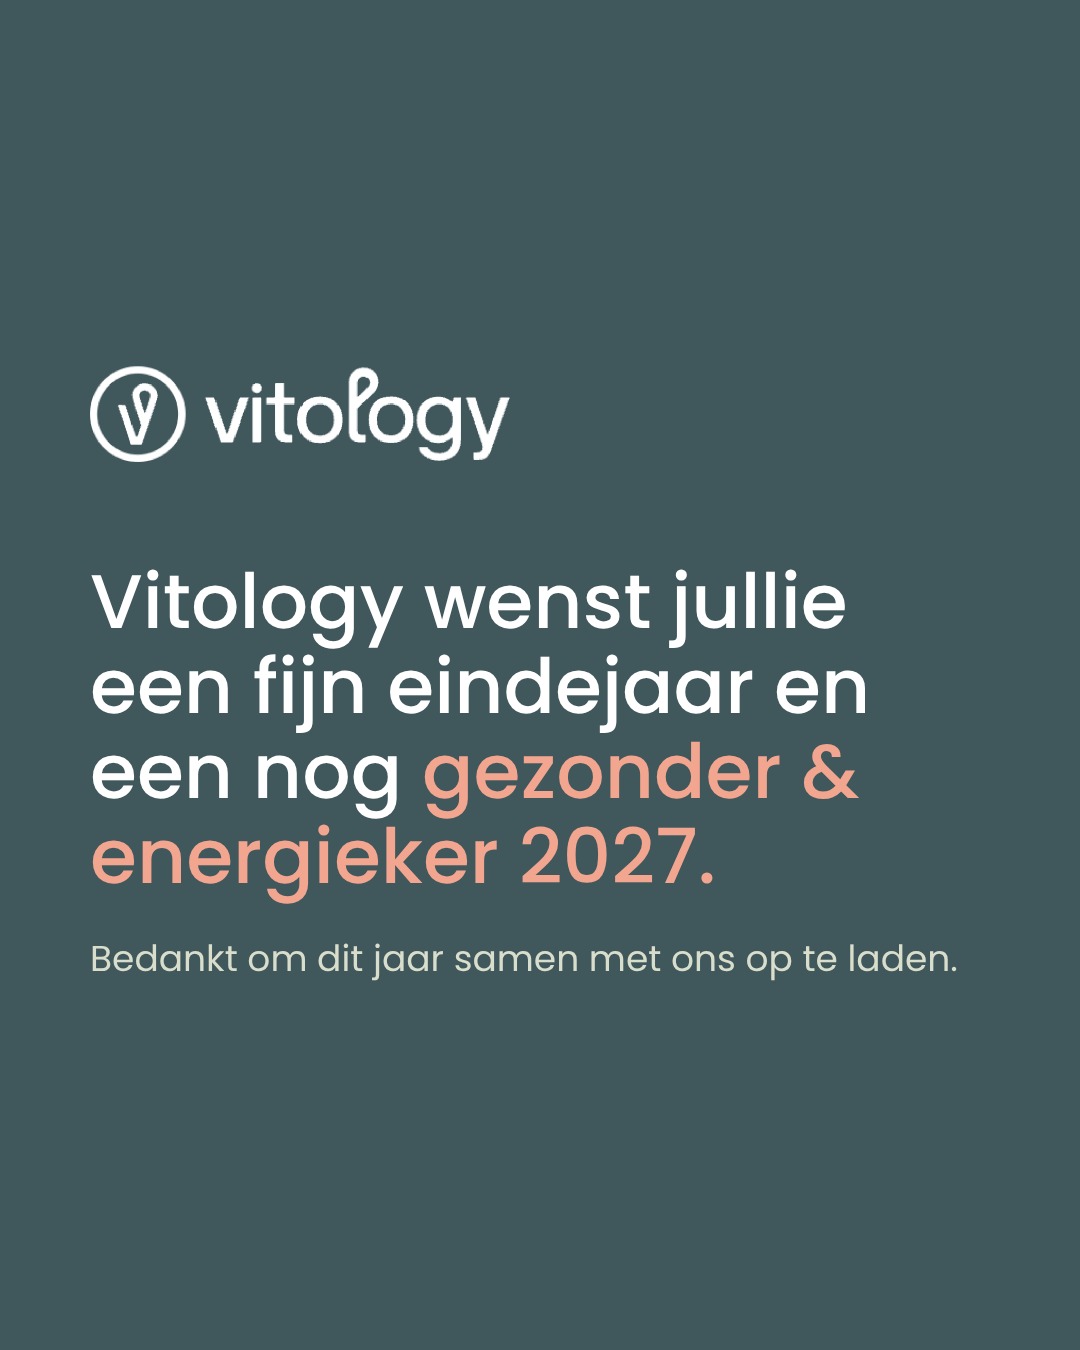 vitology
Vitology wenst jullie
een fijn eindejaar en
een nog gezonder &
energieker 2027.
Bedankt om dit jaar samen met ons op te laden.